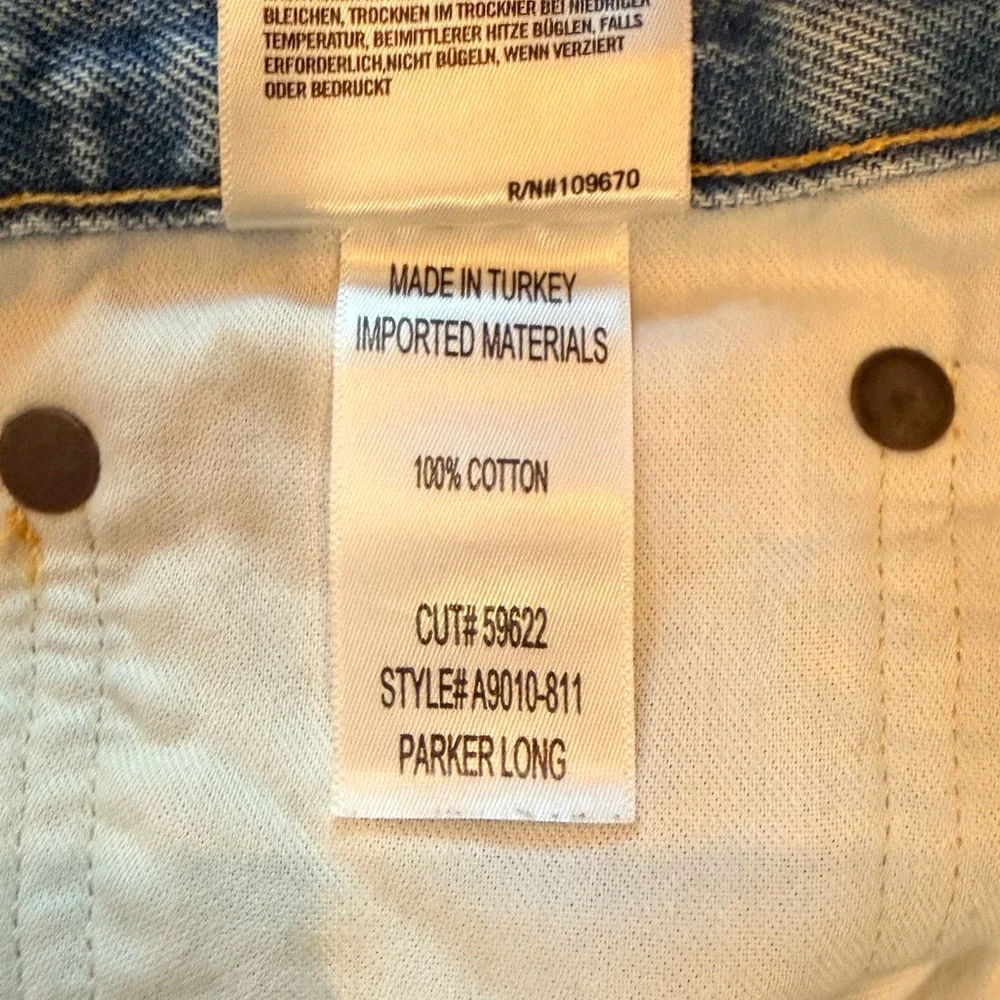 BLEICHEN, TROCKNEN IM TROCKNER BEI NIEDRIGER
TEMPERATUR, BEIMITTLERER HITZE BÜGLEN, FALLS
ERFORDERLICH,NICHT BÜGELN, WENN VERZIERT
ODER BEDRUCKT
R/N#109670
MADE IN TURKEY
IMPORTED MATERIALS
100% COTTON
CUT# 59622
STYLE# A9010-811
PARKER LONG